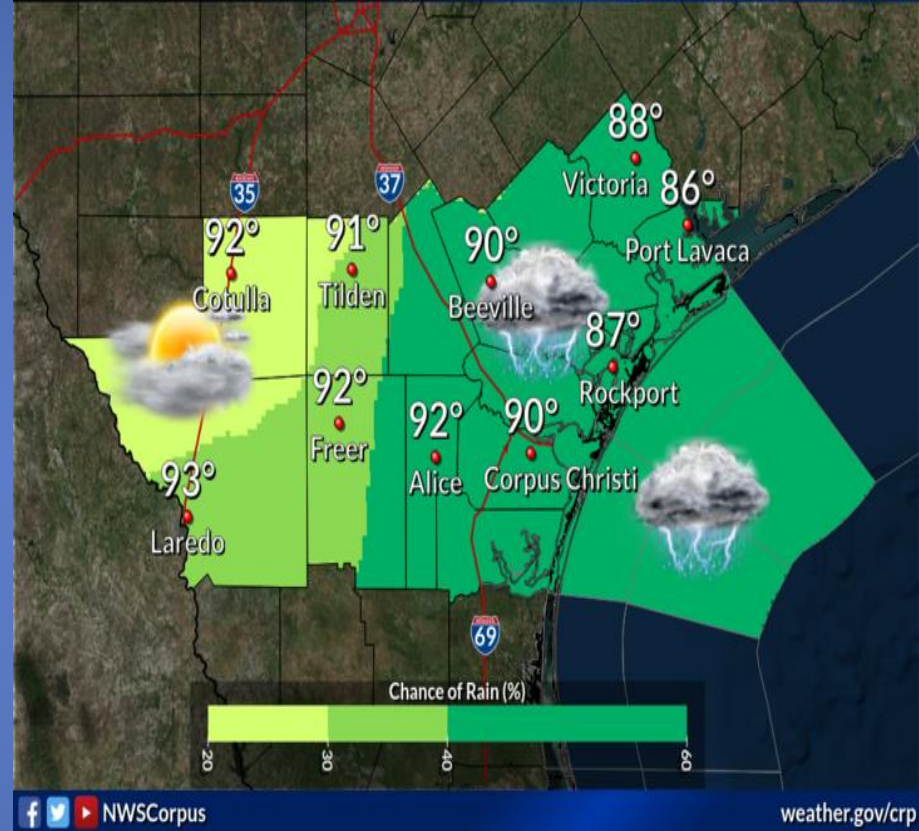 88°
Victoria
86°
Port Lavaca
35
37
92°
Cotulla
91°
Tilden
90°
Beeville
87°
Rockport
92°
Freer
92°
Alice
90°
Corpus Christi
93°
Laredo
69
Chance of Rain (%)
20 30 40 60
NWSCorpus weather.gov/crp